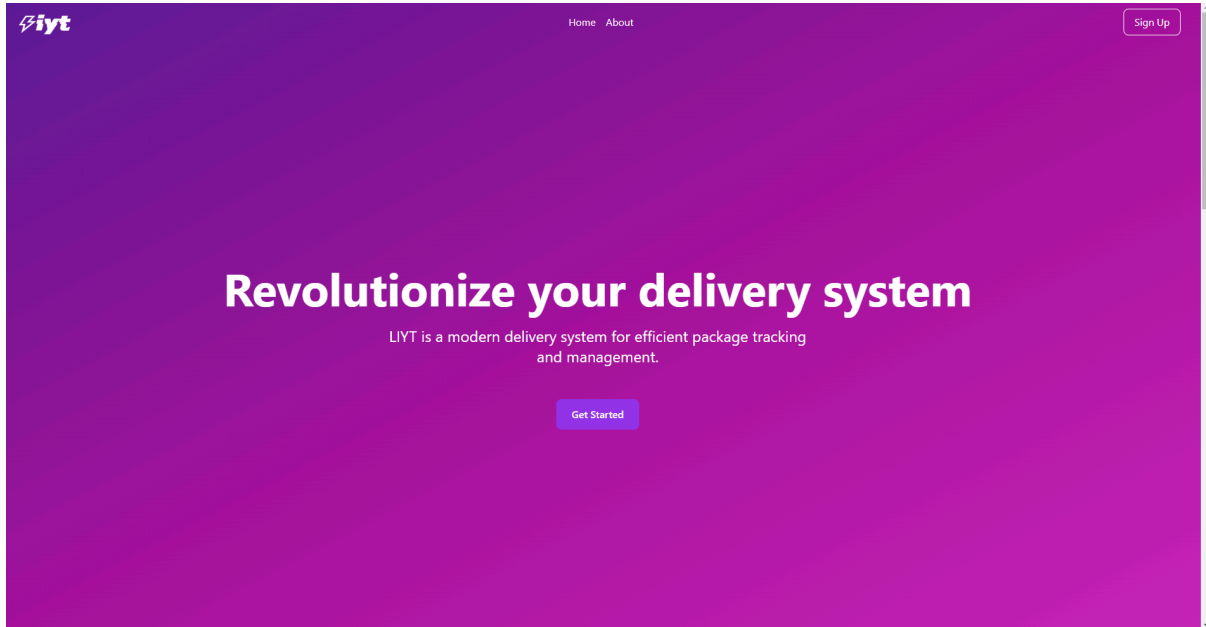 liyt
Home About
Sign Up
Revolutionize your delivery system
LIYT is a modern delivery system for efficient package tracking
and management.
Get Started